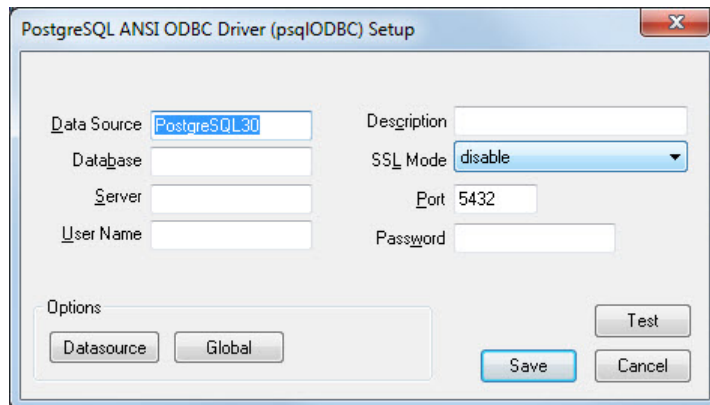 PostgreSQL ANSI ODBC Driver (psqlODBC) Setup
Data Source PostgreSQL30 Description
Database SSL Mode disable
Server Port 5432
User Name Password
Options
Datasource Global Test
Save Cancel